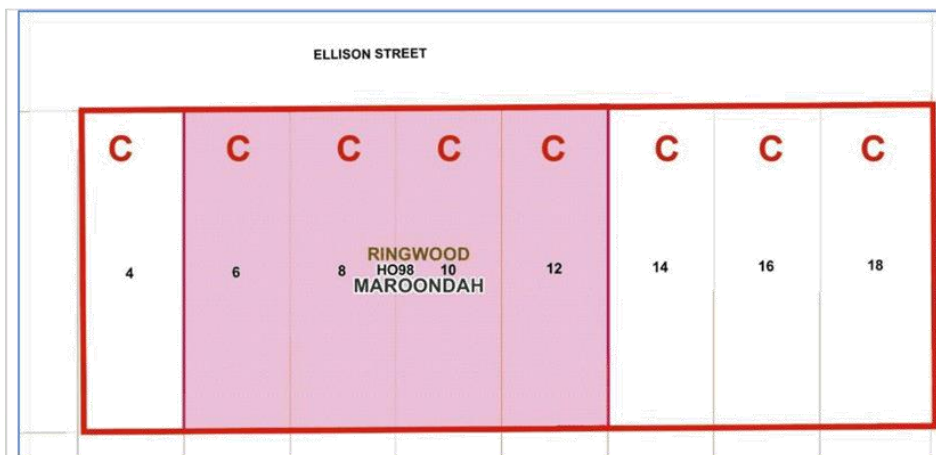 ELLISON STREET
C C C C C C C C
RINGWOOD
4 6 8 HO98 10 12 14 16 18
MAROONDAH